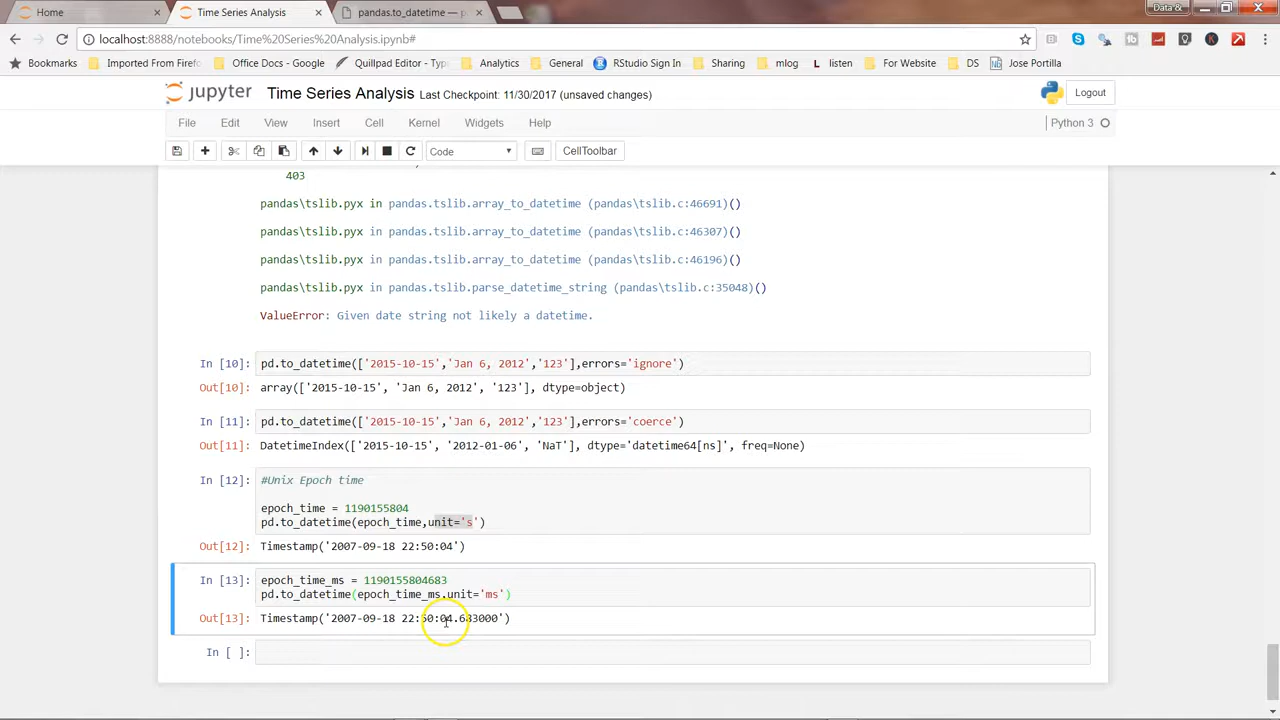 Home
Time Series Analysis
pandas.to_datetime — p
Data &
localhost:8888/notebooks/Time%20Series%20Analysis.ipynb#
Bookmarks
Imported From Firef
Office Docs - Google
Quillpad Editor - Typ
Analytics
General
RStudio Sign In
Sharing
mlog
L listen
For Website
DS
Jose Portilla
jupyter
Time Series Analysis Last Checkpoint: 11/30/2017 (unsaved changes)
Logout
File Edit View Insert Cell Kernel Widgets Help
Python 3
Code
CellToolbar
403
pandas\tslib.pyx in pandas.tslib.array_to_datetime (pandas\tslib.c:46691)()
pandas\tslib.pyx in pandas.tslib.array_to_datetime (pandas\tslib.c:46307)()
pandas\tslib.pyx in pandas.tslib.array_to_datetime (pandas\tslib.c:46196)()
pandas\tslib.pyx in pandas.tslib.parse_datetime_string (pandas\tslib.c:35048)()
ValueError: Given date string not likely a datetime.
In [10]: pd.to_datetime(['2015-10-15','Jan 6, 2012','123'],errors='ignore')
Out[10]: array(['2015-10-15', 'Jan 6, 2012', '123'], dtype=object)
In [11]: pd.to_datetime(['2015-10-15','Jan 6, 2012','123'],errors='coerce')
Out[11]: DatetimeIndex(['2015-10-15', '2012-01-06', 'NaT'], dtype='datetime64[ns]', freq=None)
In [12]: #Unix Epoch time
epoch_time = 1190155804
pd.to_datetime(epoch_time,unit='s')
Out[12]: Timestamp('2007-09-18 22:50:04')
In [13]: epoch_time_ms = 1190155804683
pd.to_datetime(epoch_time_ms,unit='ms')
Out[13]: Timestamp('2007-09-18 22:50:04.683000')
In [ ]: